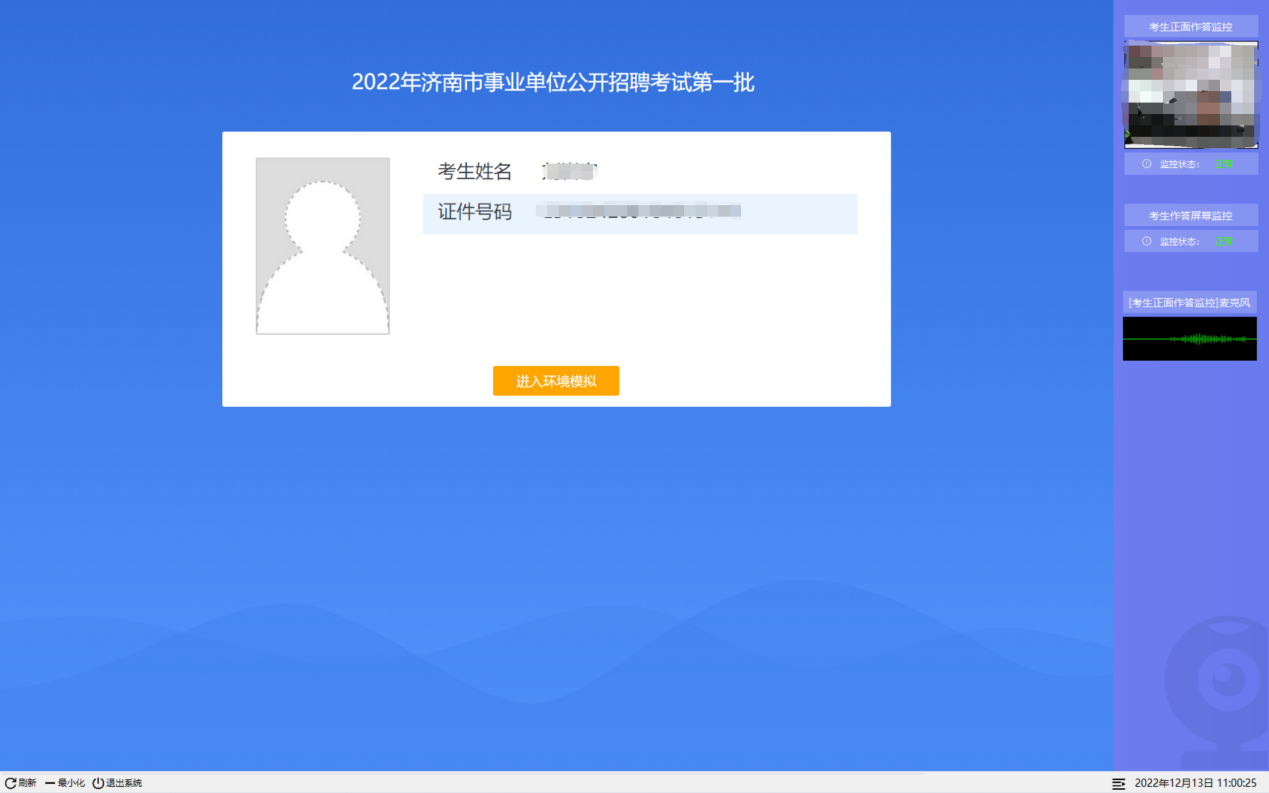 2022年济南市事业单位公开招聘考试第一批
考生姓名
证件号码
进入环境模拟
考生正面作答监控
监控状态：
考生作答屏幕监控
监控状态：
[考生正面作答监控]麦克风
刷新 最小化 退出系统
2022年12月13日 11:00:25